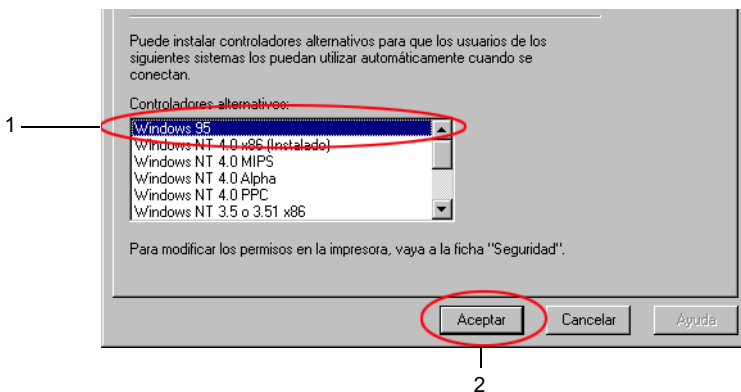 Puede instalar controladores alternativos para que los usuarios de los
siguientes sistemas los puedan utilizar automáticamente cuando se
conectan.
Controladores alternativos:
1
Windows 95
Windows NT 4.0 x86 (Instalado)
Windows NT 4.0 MIPS
Windows NT 4.0 Alpha
Windows NT 4.0 PPC
Windows NT 3.5 o 3.51 x86
Para modificar los permisos en la impresora, vaya a la ficha "Seguridad".
Aceptar Cancelar Ayuda
2